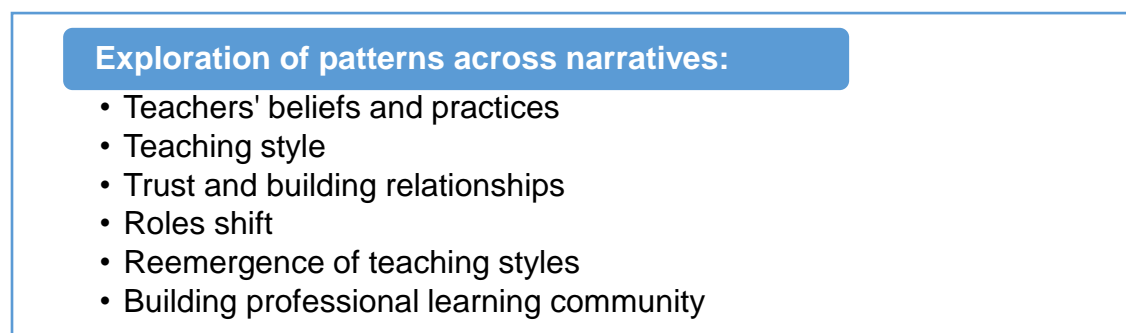 Exploration of patterns across narratives:
• Teachers' beliefs and practices
• Teaching style
• Trust and building relationships
• Roles shift
• Reemergence of teaching styles
• Building professional learning community